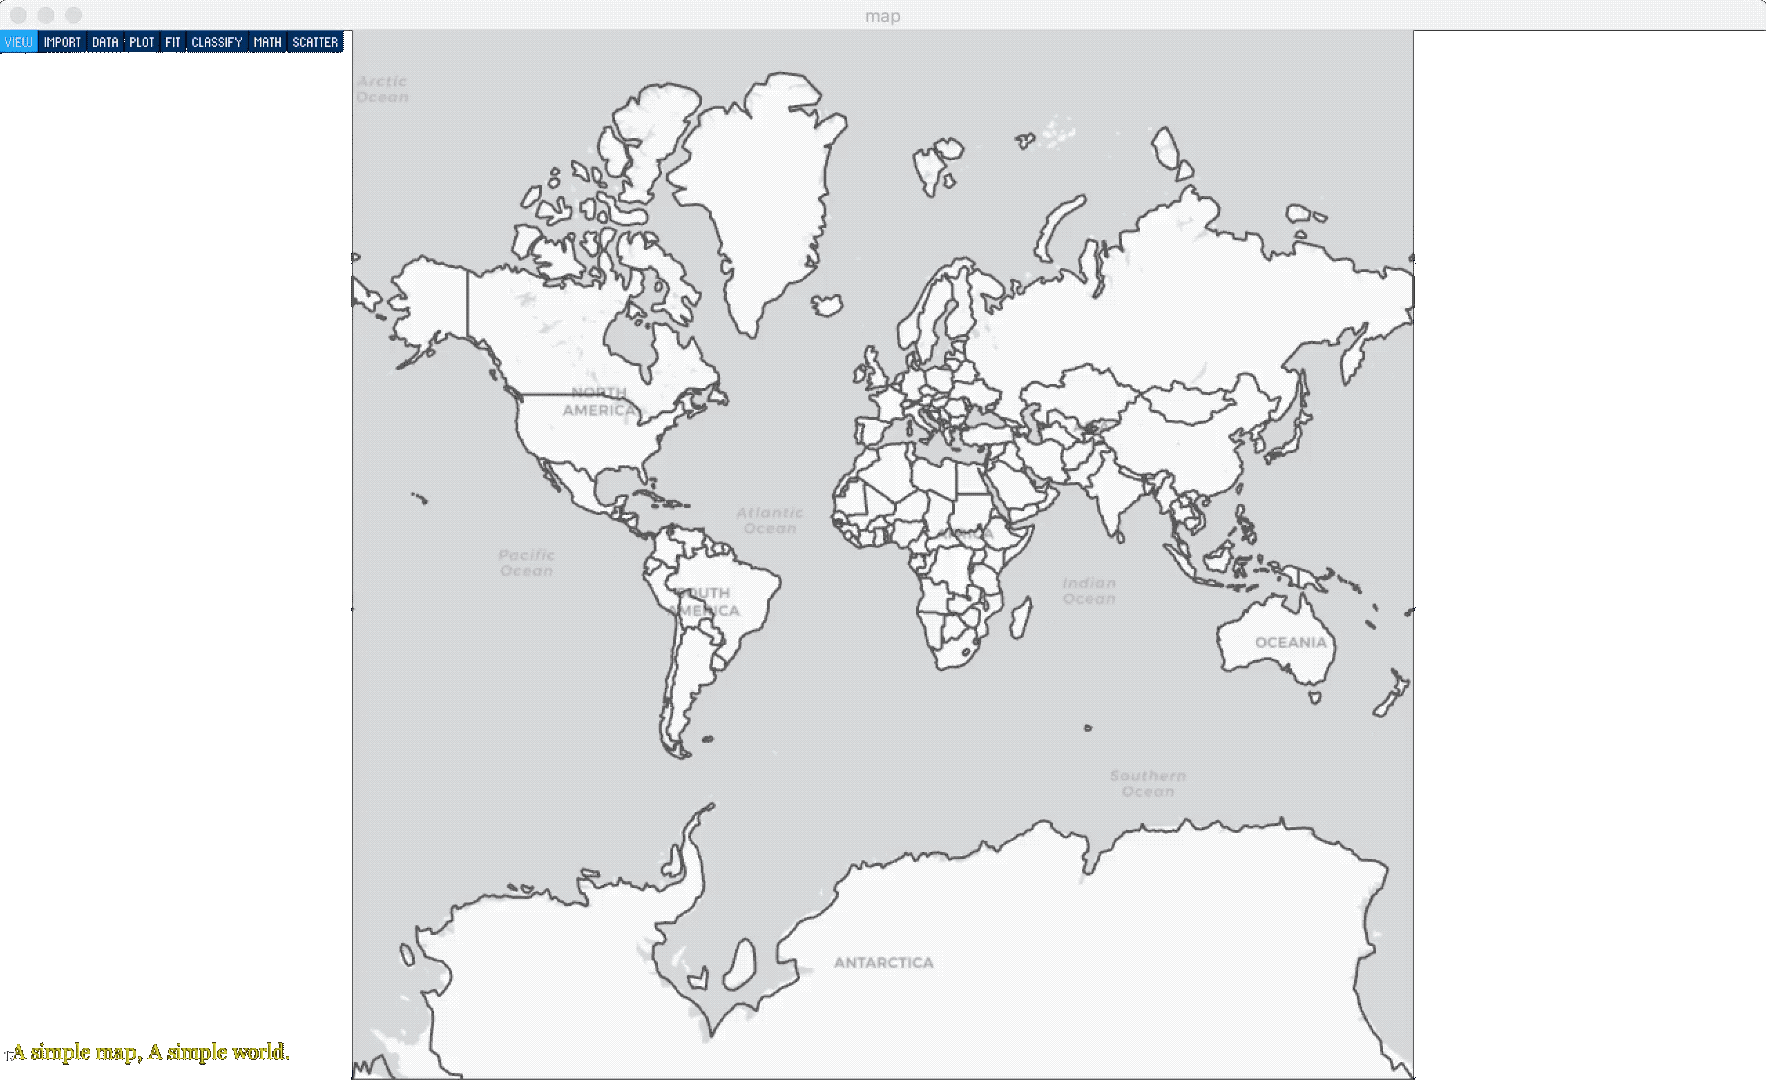 map
VIEW IMPORT DATA PLOT FIT CLASSIFY MATH SCATTER
Arctic
Ocean
NORTH
AMERICA
Atlantic
Ocean
AFRICA
Pacific
Ocean
Indian
Ocean
SOUTH
AMERICA
OCEANIA
Southern
Ocean
ANTARCTICA
A simple map, A simple world.